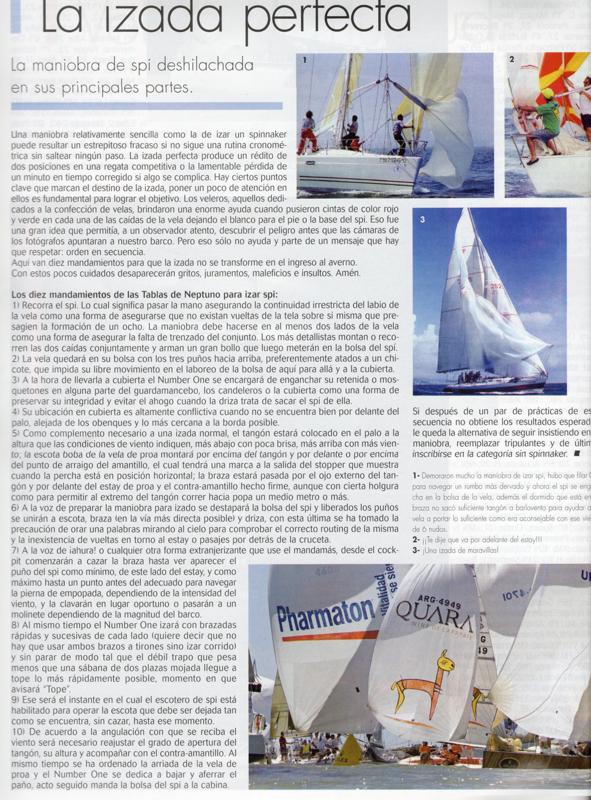 La izada perfecta
La maniobra de spi deshilachada
en sus principales partes.
1
2
Una maniobra relativamente sencilla como la de izar un spinnaker
puede resultar un estrepitoso fracaso si no sigue una rutina cronomé-
trica sin saltear ningún paso. La izada perfecta produce un rédito de
dos posiciones en una regata competitiva o la lamentable pérdida de
un minuto en tiempo corregido si algo se complica. Hay ciertos puntos
clave que marcan el destino de la izada, poner un poco de atención en
ellos es fundamental para lograr el objetivo. Los veleros, aquellos dedi-
cados a la confección de velas, brindaron una enorme ayuda cuando pusieron cintas de color rojo
y verde en cada una de las caídas de la vela dejando el blanco para el pie o la base del spi. Eso fue
una gran idea que permitía, a un observador atento, descubrir el peligro antes que las cámaras de
los fotógrafos apuntaran a nuestro barco. Pero eso sólo no ayuda y parte de un mensaje que hay
que respetar: orden en secuencia.
Aquí van diez mandamientos para que la izada no se transforme en el ingreso al averno.
Con estos pocos cuidados desaparecerán gritos, juramentos, maleficios e insultos. Amén.
3
Los diez mandamientos de las Tablas de Neptuno para izar spi:
1) Recorra el spi. Lo cual significa pasar la mano asegurando la continuidad irrestricta del labio de
la vela como una forma de asegurarse que no existan vueltas de la tela sobre sí misma que pre-
sagien la formación de un ocho. La maniobra debe hacerse en al menos dos lados de la vela
como una forma de asegurar la falta de trenzado del conjunto. Los más detallistas montan o reco-
rren las dos caídas conjuntamente y arman un gran bollo que luego meterán en la bolsa del spi.
2) La vela quedará en su bolsa con los tres puños hacia arriba, preferentemente atados a un chi-
cote, que impida su libre movimiento en el laboreo de la bolsa de aquí para allá y a la cubierta.
3) A la hora de llevarla a cubierta el Number One se encargará de enganchar su retenida o mos-
quetones en alguna parte del guardamancebo, los candeleros o la cubierta como una forma de
preservar su integridad y evitar el ahogo cuando la driza tratas de sacar el spi de ella.
4) Su ubicación en cubierta es altamente conflictiva cuando no se encuentra bien por delante del
palo, alejada de los obenques y lo más cercana a la borda posible.
5) Como complemento necesario a una izada normal, el tangón estará colocado en el palo a la
altura que las condiciones de viento indiquen, más abajo con poca brisa, más arriba con más vien-
to; la escota boba de la vela de proa montará por encima del tangón y por delante o por encima
del punto de arraigo del amantillo, el cual tendrá una marca a la salida del stopper que muestra
cuando la percha está en posición horizontal; la braza estará pasada por el ojo externo del tan-
gón y por delante del estay de proa y el contra-amantillo hecho firme, aunque con cierta holgura
como para permitir al extremo del tangón correr hacia popa un medio metro o más.
6) A la voz de preparar la maniobra para izado se destapará la bolsa del spi y liberados los puños
se unirán a escota, braza ten la vía más directa posible) y driza, con esta última se ha tomado la
precaución de orar una palabras mirando al cielo para comprobar el correcto routing de la misma
y la inexistencia de vueltas en torno al estay o pasajes por detrás de la cruceta.
7) A la voz de ¡ahura! o cualquier otra forma extranjerizante que use el mandamás, desde el cock-
pit comenzarán a cazar la braza hasta ver aparecer el
puño del spi como mínimo, de este lado del estay, y como
máximo hasta un punto antes del adecuado para navegar
la pierna de empopada, dependiendo de la intensidad del
viento, y la clavarán en lugar oportuno o pasarán a un
molinete dependiendo de la magnitud del barco.
8) Al mismo tiempo el Number One izará con brazadas
rápidas y sucesivas de cada lado (quiere decir que no
hay que usar ambos brazos a tirones sino izar corrido)
y sin parar de modo tal que el débil trapo que pesa
menos que una sábana de dos plazas mojada llegue a
tope lo más rápidamente posible, momento en que
avisará "Tope".
9) Ese será el instante en el cual el escotero de spi está
habilitado para operar la escota que debe ser dejada tan
como se encuentra, sin cazar, hasta ese momento.
10) De acuerdo a la angulación con que se reciba el
viento será necesario reajustar el grado de apertura del
tangón, su altura y acompañar con el contra-amantillo. Al
mismo tiempo se ha ordenado la arriada de la vela de
proa y el Number One se dedica a bajar y aferrar el
paño, acto seguido manda la bolsa del spi a la cabina.
Si después de un par de prácticas de es
secuencia no obtiene los resultados esperad
le queda la alternativa de seguir insistiendo en
maniobra, reemplazar tripulantes y de últim
inscribirse en la categoría sin spinnaker.
1- Demoraron mucho la maniobra de izar spi, hubo que filar
para navegar un rumbo más derivado y ahora el spi se eng
cha en la bolsa de la vela, además el dormido que está en
braza no sacó suficiente tangón a barlovento para ayudar a
vela a portar lo suficiente como era aconsejable con ese vie
de 6 nudos.
2- ¡¡Te dije que va por adelante del estay!!!
3- ¡Una izada de maravillas!
Pharmaton
vitalidad
se sie
ARG-4949
QUARA
4701